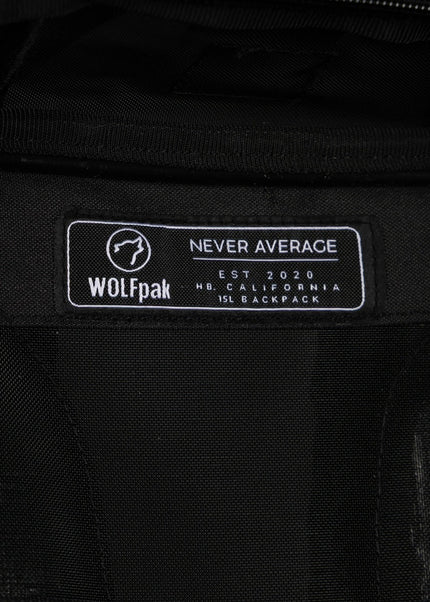 WOLFpak
NEVER AVERAGE
EST 2020
HB. CALIFORNIA
15L BACKPACK